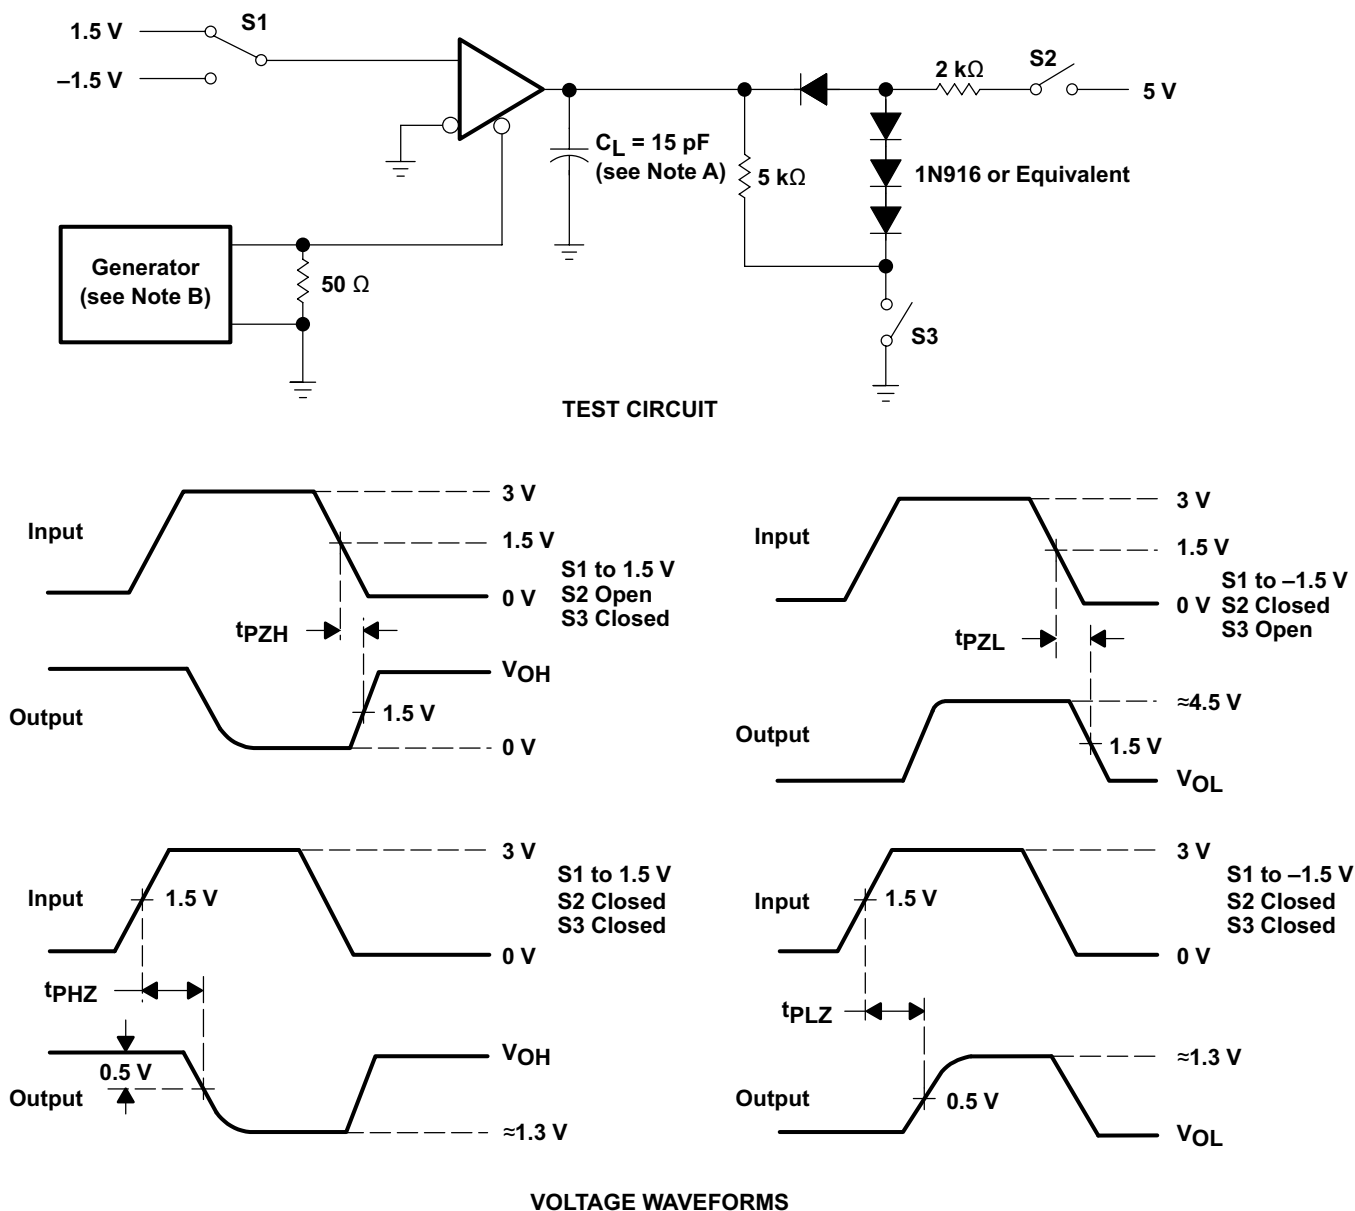 S1
1.5 V
–1.5 V
S2
2 kΩ
5 V
CL = 15 pF
(see Note A)
5 kΩ
1N916 or Equivalent
Generator
(see Note B)
50 Ω
S3
TEST CIRCUIT
Input
3 V
1.5 V
0 V
S1 to 1.5 V
S2 Open
S3 Closed
tPZH
Output
VOH
1.5 V
0 V
Input
3 V
1.5 V
0 V
S1 to –1.5 V
S2 Closed
S3 Open
tPZL
Output
≈4.5 V
1.5 V
VOL
Input
3 V
1.5 V
0 V
S1 to 1.5 V
S2 Closed
S3 Closed
tPHZ
Output
0.5 V
VOH
≈1.3 V
Input
3 V
1.5 V
0 V
S1 to –1.5 V
S2 Closed
S3 Closed
tPLZ
Output
≈1.3 V
0.5 V
VOL
VOLTAGE WAVEFORMS